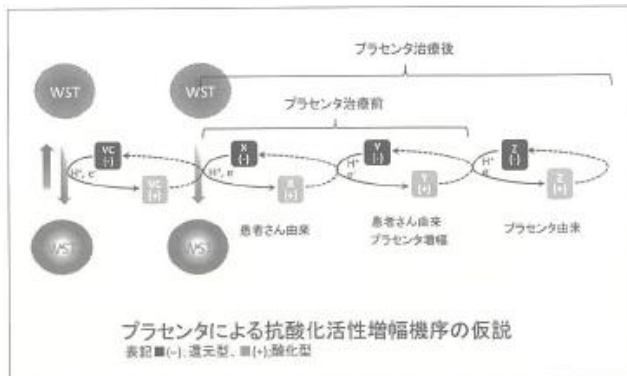 プラセンタ治療後
WST
WST
プラセンタ治療前
VC
(-)
X
(-)
Y
(-)
Z
(-)
H⁺, e⁻
VC
(+)
H⁺, e
X
(+)
H⁺
e⁻
Y
(+)
H⁺
e
Z
(+)
患者さん由来
患者さん由来
プラセンタ増幅
プラセンタ由来
WST
WST
プラセンタによる抗酸化活性増幅機序の仮説
表記■(-)、還元型、■(+);酸化型